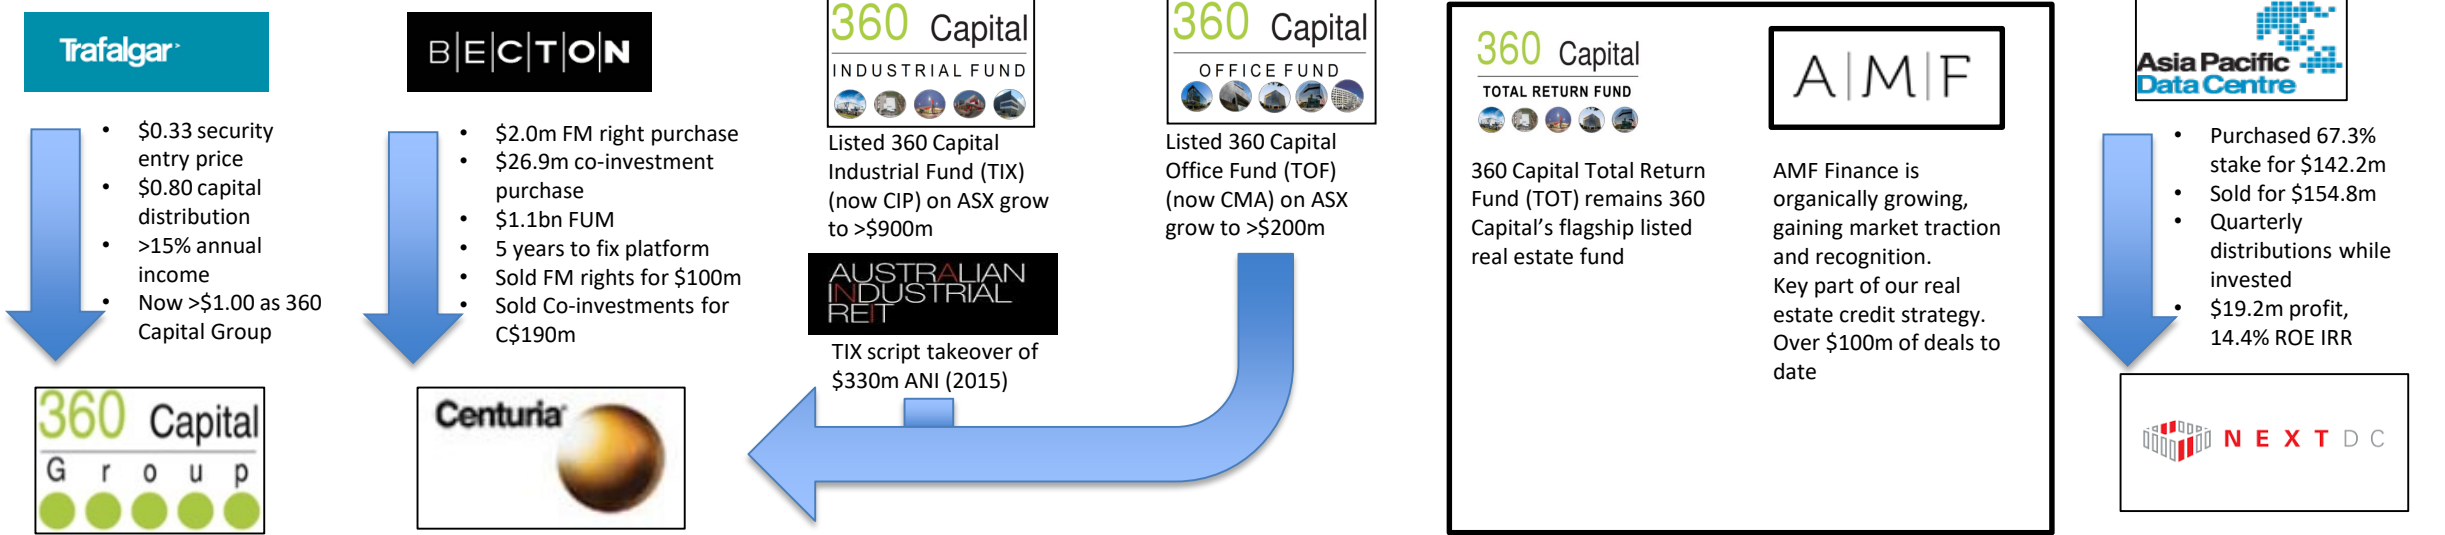 Trafalgar
• $0.33 security
entry price
• $0.80 capital
distribution
• >15% annual
income
• Now >$1.00 as 360
Capital Group
360 Capital
Group
B|E|C|T|O|N
• $2.0m FM right purchase
• $26.9m co-investment
purchase
• $1.1bn FUM
• 5 years to fix platform
• Sold FM rights for $100m
• Sold Co-investments for
C$190m
Centuria
360 Capital
INDUSTRIAL FUND
Listed 360 Capital
Industrial Fund (TIX)
(now CIP) on ASX grow
to >$900m
AUSTRALIAN
INDUSTRIAL
REIT
TIX script takeover of
$330m ANI (2015)
360 Capital
OFFICE FUND
Listed 360 Capital
Office Fund (TOF)
(now CMA) on ASX
grow to >$200m
360 Capital
TOTAL RETURN FUND
360 Capital Total Return
Fund (TOT) remains 360
Capital’s flagship listed
real estate fund
A|M|F
AMF Finance is
organically growing,
gaining market traction
and recognition.
Key part of our real
estate credit strategy.
Over $100m of deals to
date
Asia Pacific
Data Centre
• Purchased 67.3%
stake for $142.2m
• Sold for $154.8m
• Quarterly
distributions while
invested
• $19.2m profit,
14.4% ROE IRR
NEXTDC